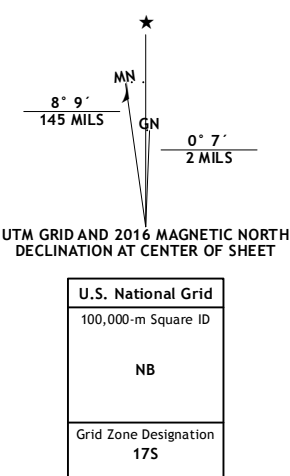 ★
MN
8° 9´
145 MILS
GN
0° 7´
2 MILS
UTM GRID AND 2016 MAGNETIC NORTH
DECLINATION AT CENTER OF SHEET
U.S. National Grid
100,000-m Square ID
NB
Grid Zone Designation
17S